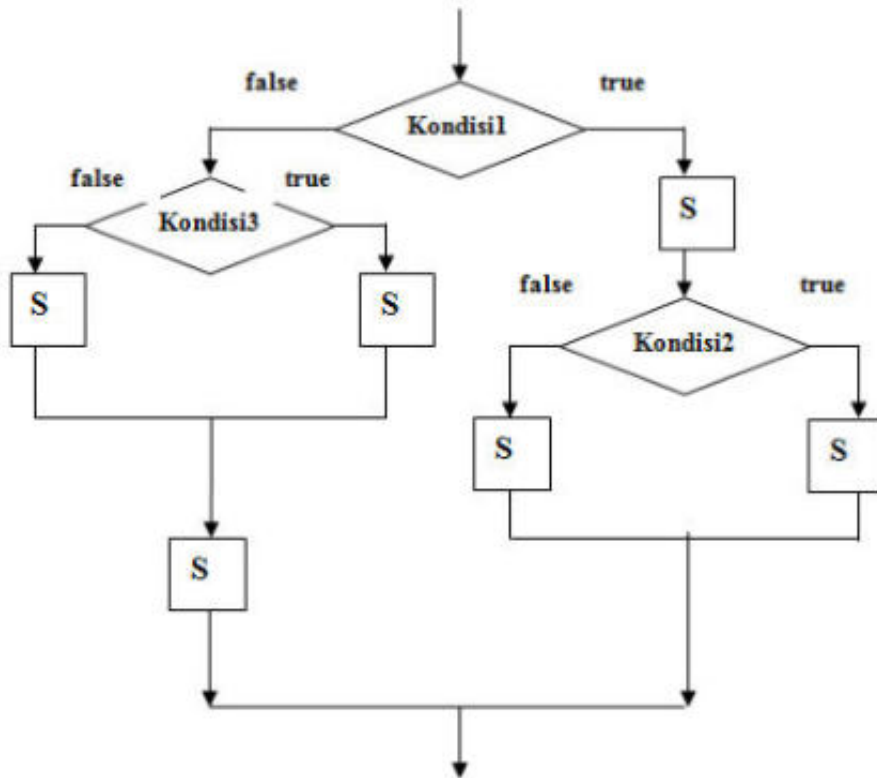 false
true
Kondisi1
false
true
Kondisi3
S
S
S
false
true
Kondisi2
S
S
S